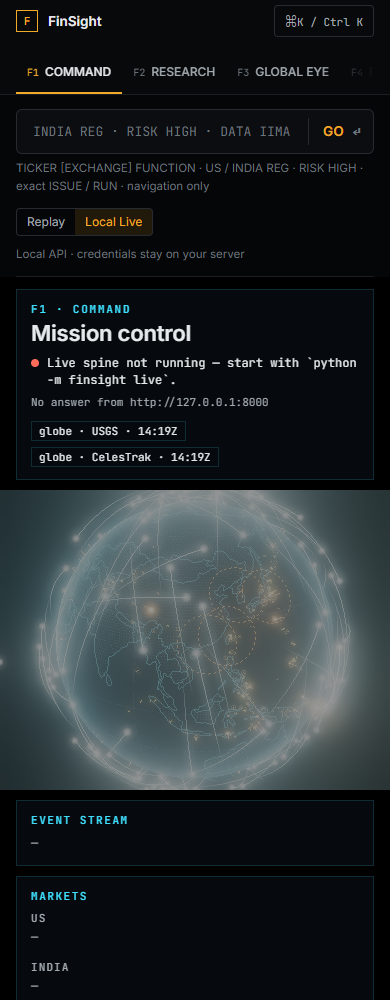 F FinSight ⌘K / Ctrl K
F1 COMMAND F2 RESEARCH F3 GLOBAL EYE F4
INDIA REG · RISK HIGH · DATA IIMA GO ⏎
TICKER [EXCHANGE] FUNCTION · US / INDIA REG · RISK HIGH ·
exact ISSUE / RUN · navigation only
Replay Local Live
Local API · credentials stay on your server
F1 · COMMAND
Mission control
Live spine not running — start with `python
-m finsight live`.
No answer from http://127.0.0.1:8000
globe · USGS · 14:19Z
globe · CelesTrak · 14:19Z
EVENT STREAM
—
MARKETS
US
—
INDIA
—